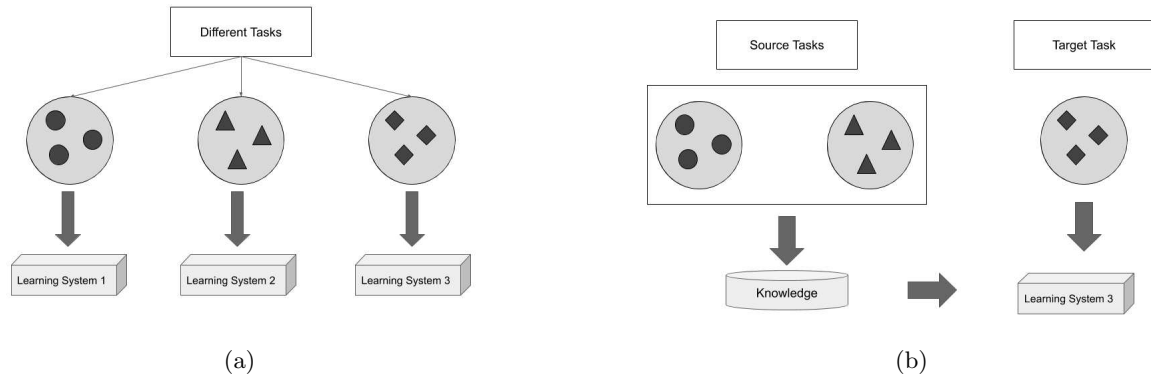 Different Tasks
Learning System 1
Learning System 2
Learning System 3
(a)
Source Tasks
Target Task
Knowledge
Learning System 3
(b)